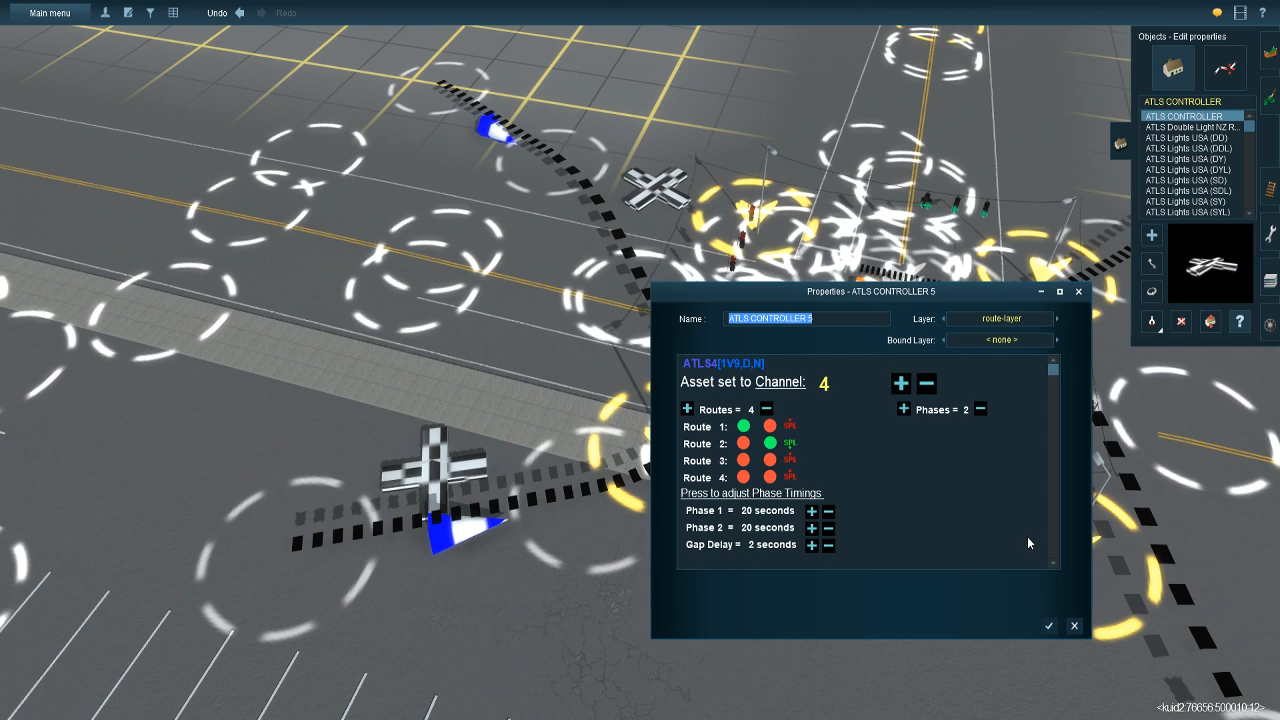 Main menu
Undo
Redo
Objects - Edit properties
ATLS CONTROLLER
ATLS CONTROLLER
ATLS Double Light NZ R...
ATLS Lights USA (DD)
ATLS Lights USA (DDL)
ATLS Lights USA (DY)
ATLS Lights USA (DYL)
ATLS Lights USA (SD)
ATLS Lights USA (SDL)
ATLS Lights USA (SY)
ATLS Lights USA (SYL)
Properties - ATLS CONTROLLER 5
Name : ATLS CONTROLLER 5 Layer: route-layer
Bound Layer: < none >
ATLS4[1V9,D,N]
Asset set to Channel: 4
Routes = 4 Phases = 2
Route 1: SPL
Route 2: SPL
Route 3: SPL
Route 4: SPL
Press to adjust Phase Timings
Phase 1 = 20 seconds
Phase 2 = 20 seconds
Gap Delay = 2 seconds
<kuid2:76656:500010:12>